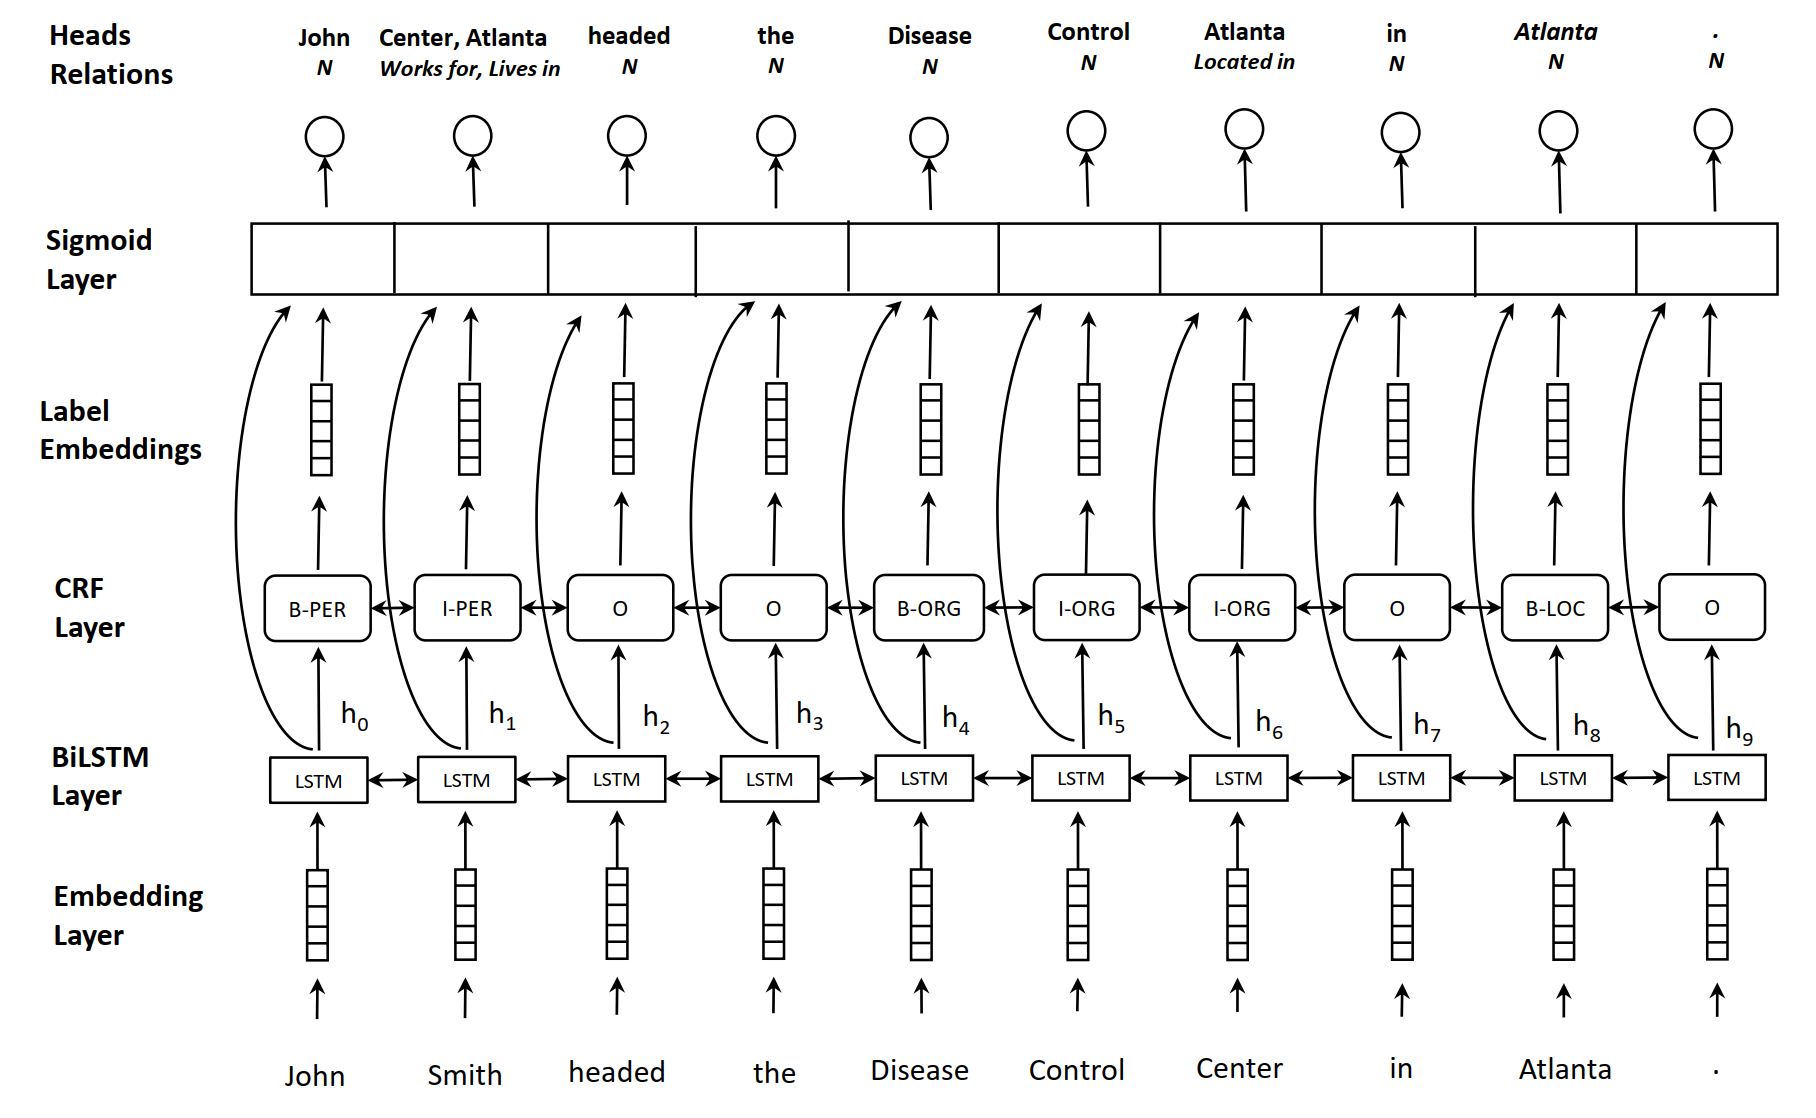 Heads John Center, Atlanta headed the Disease Control Atlanta in Atlanta .
Relations N Works for, Lives in N N N N Located in N N N
Sigmoid
Layer
Label
Embeddings
CRF
Layer
B-PER I-PER O O B-ORG I-ORG I-ORG O B-LOC O
h0 h1 h2 h3 h4 h5 h6 h7 h8 h9
BiLSTM
Layer
LSTM LSTM LSTM LSTM LSTM LSTM LSTM LSTM LSTM LSTM
Embedding
Layer
John Smith headed the Disease Control Center in Atlanta .